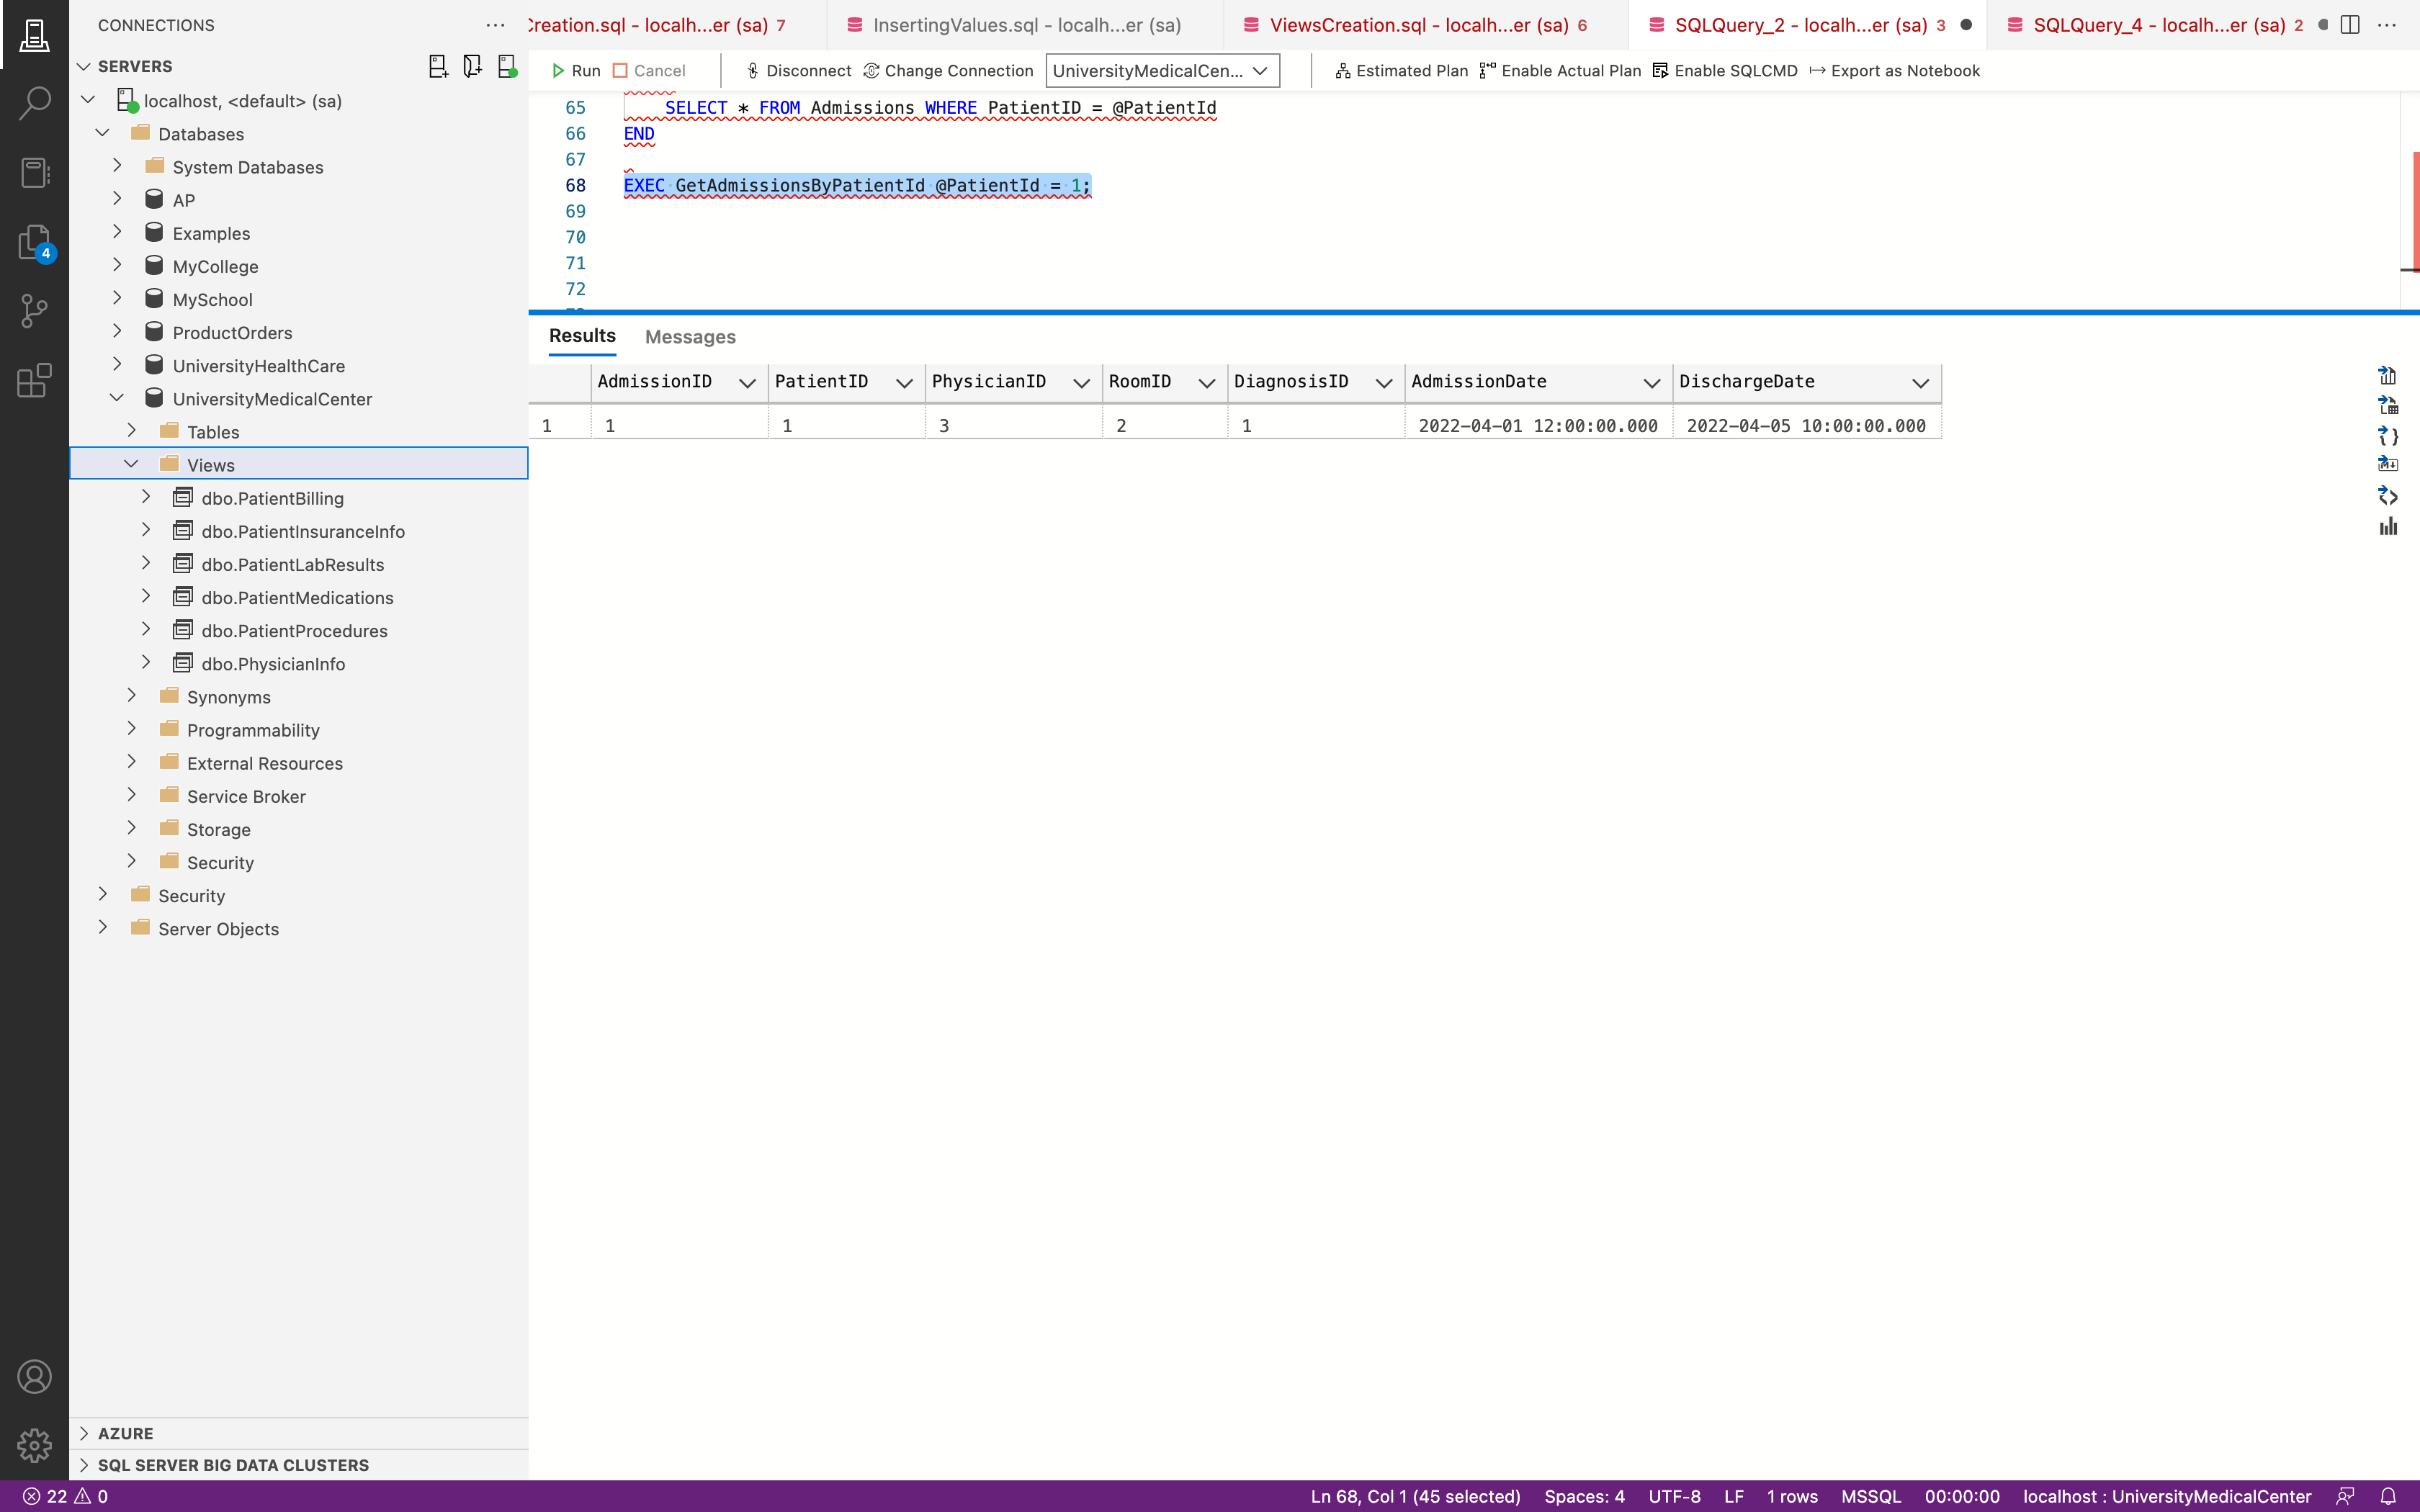 CONNECTIONS
SERVERS
localhost, <default> (sa)
Databases
System Databases
AP
Examples
MyCollege
MySchool
ProductOrders
UniversityHealthCare
UniversityMedicalCenter
Tables
Views
dbo.PatientBilling
dbo.PatientInsuranceInfo
dbo.PatientLabResults
dbo.PatientMedications
dbo.PatientProcedures
dbo.PhysicianInfo
Synonyms
Programmability
External Resources
Service Broker
Storage
Security
Security
Server Objects
AZURE
SQL SERVER BIG DATA CLUSTERS
4
Creation.sql - localh...er (sa) 7 InsertingValues.sql - localh...er (sa) ViewsCreation.sql - localh...er (sa) 6 SQLQuery_2 - localh...er (sa) 3 SQLQuery_4 - localh...er (sa) 2
Run Cancel Disconnect Change Connection UniversityMedicalCen... Estimated Plan Enable Actual Plan Enable SQLCMD Export as Notebook
65 SELECT * FROM Admissions WHERE PatientID = @PatientId
66 END
67
68 EXEC GetAdmissionsByPatientId @PatientId = 1;
69
70
71
72
Results Messages
AdmissionID PatientID PhysicianID RoomID DiagnosisID AdmissionDate DischargeDate
1 1 1 3 2 1 2022-04-01 12:00:00.000 2022-04-05 10:00:00.000
22 0 Ln 68, Col 1 (45 selected) Spaces: 4 UTF-8 LF 1 rows MSSQL 00:00:00 localhost : UniversityMedicalCenter